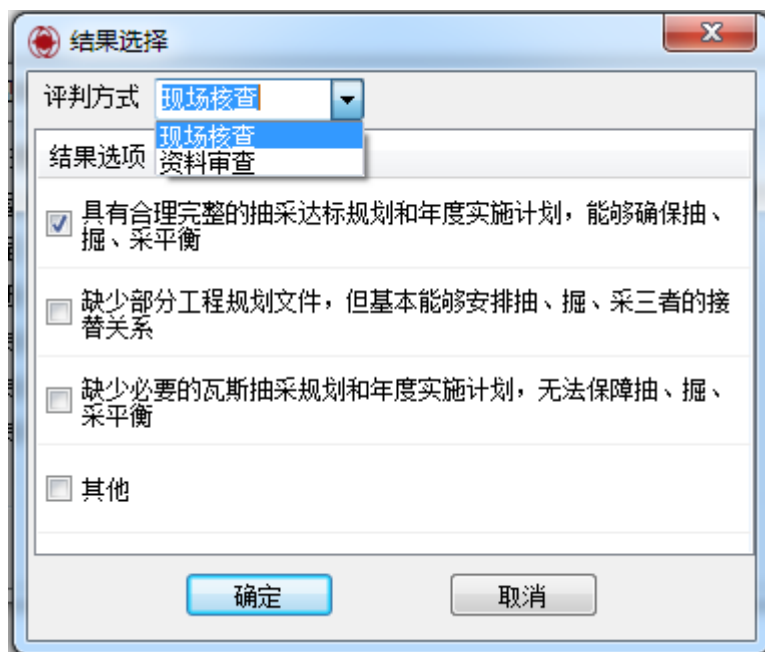 结果选择
评判方式 现场核查
现场核查
结果选项 资料审查
具有合理完整的抽采达标规划和年度实施计划，能够确保抽、
掘、采平衡
缺少部分工程规划文件，但基本能够安排抽、掘、采三者的接
替关系
缺少必要的瓦斯抽采规划和年度实施计划，无法保障抽、掘、
采平衡
其他
确定 取消